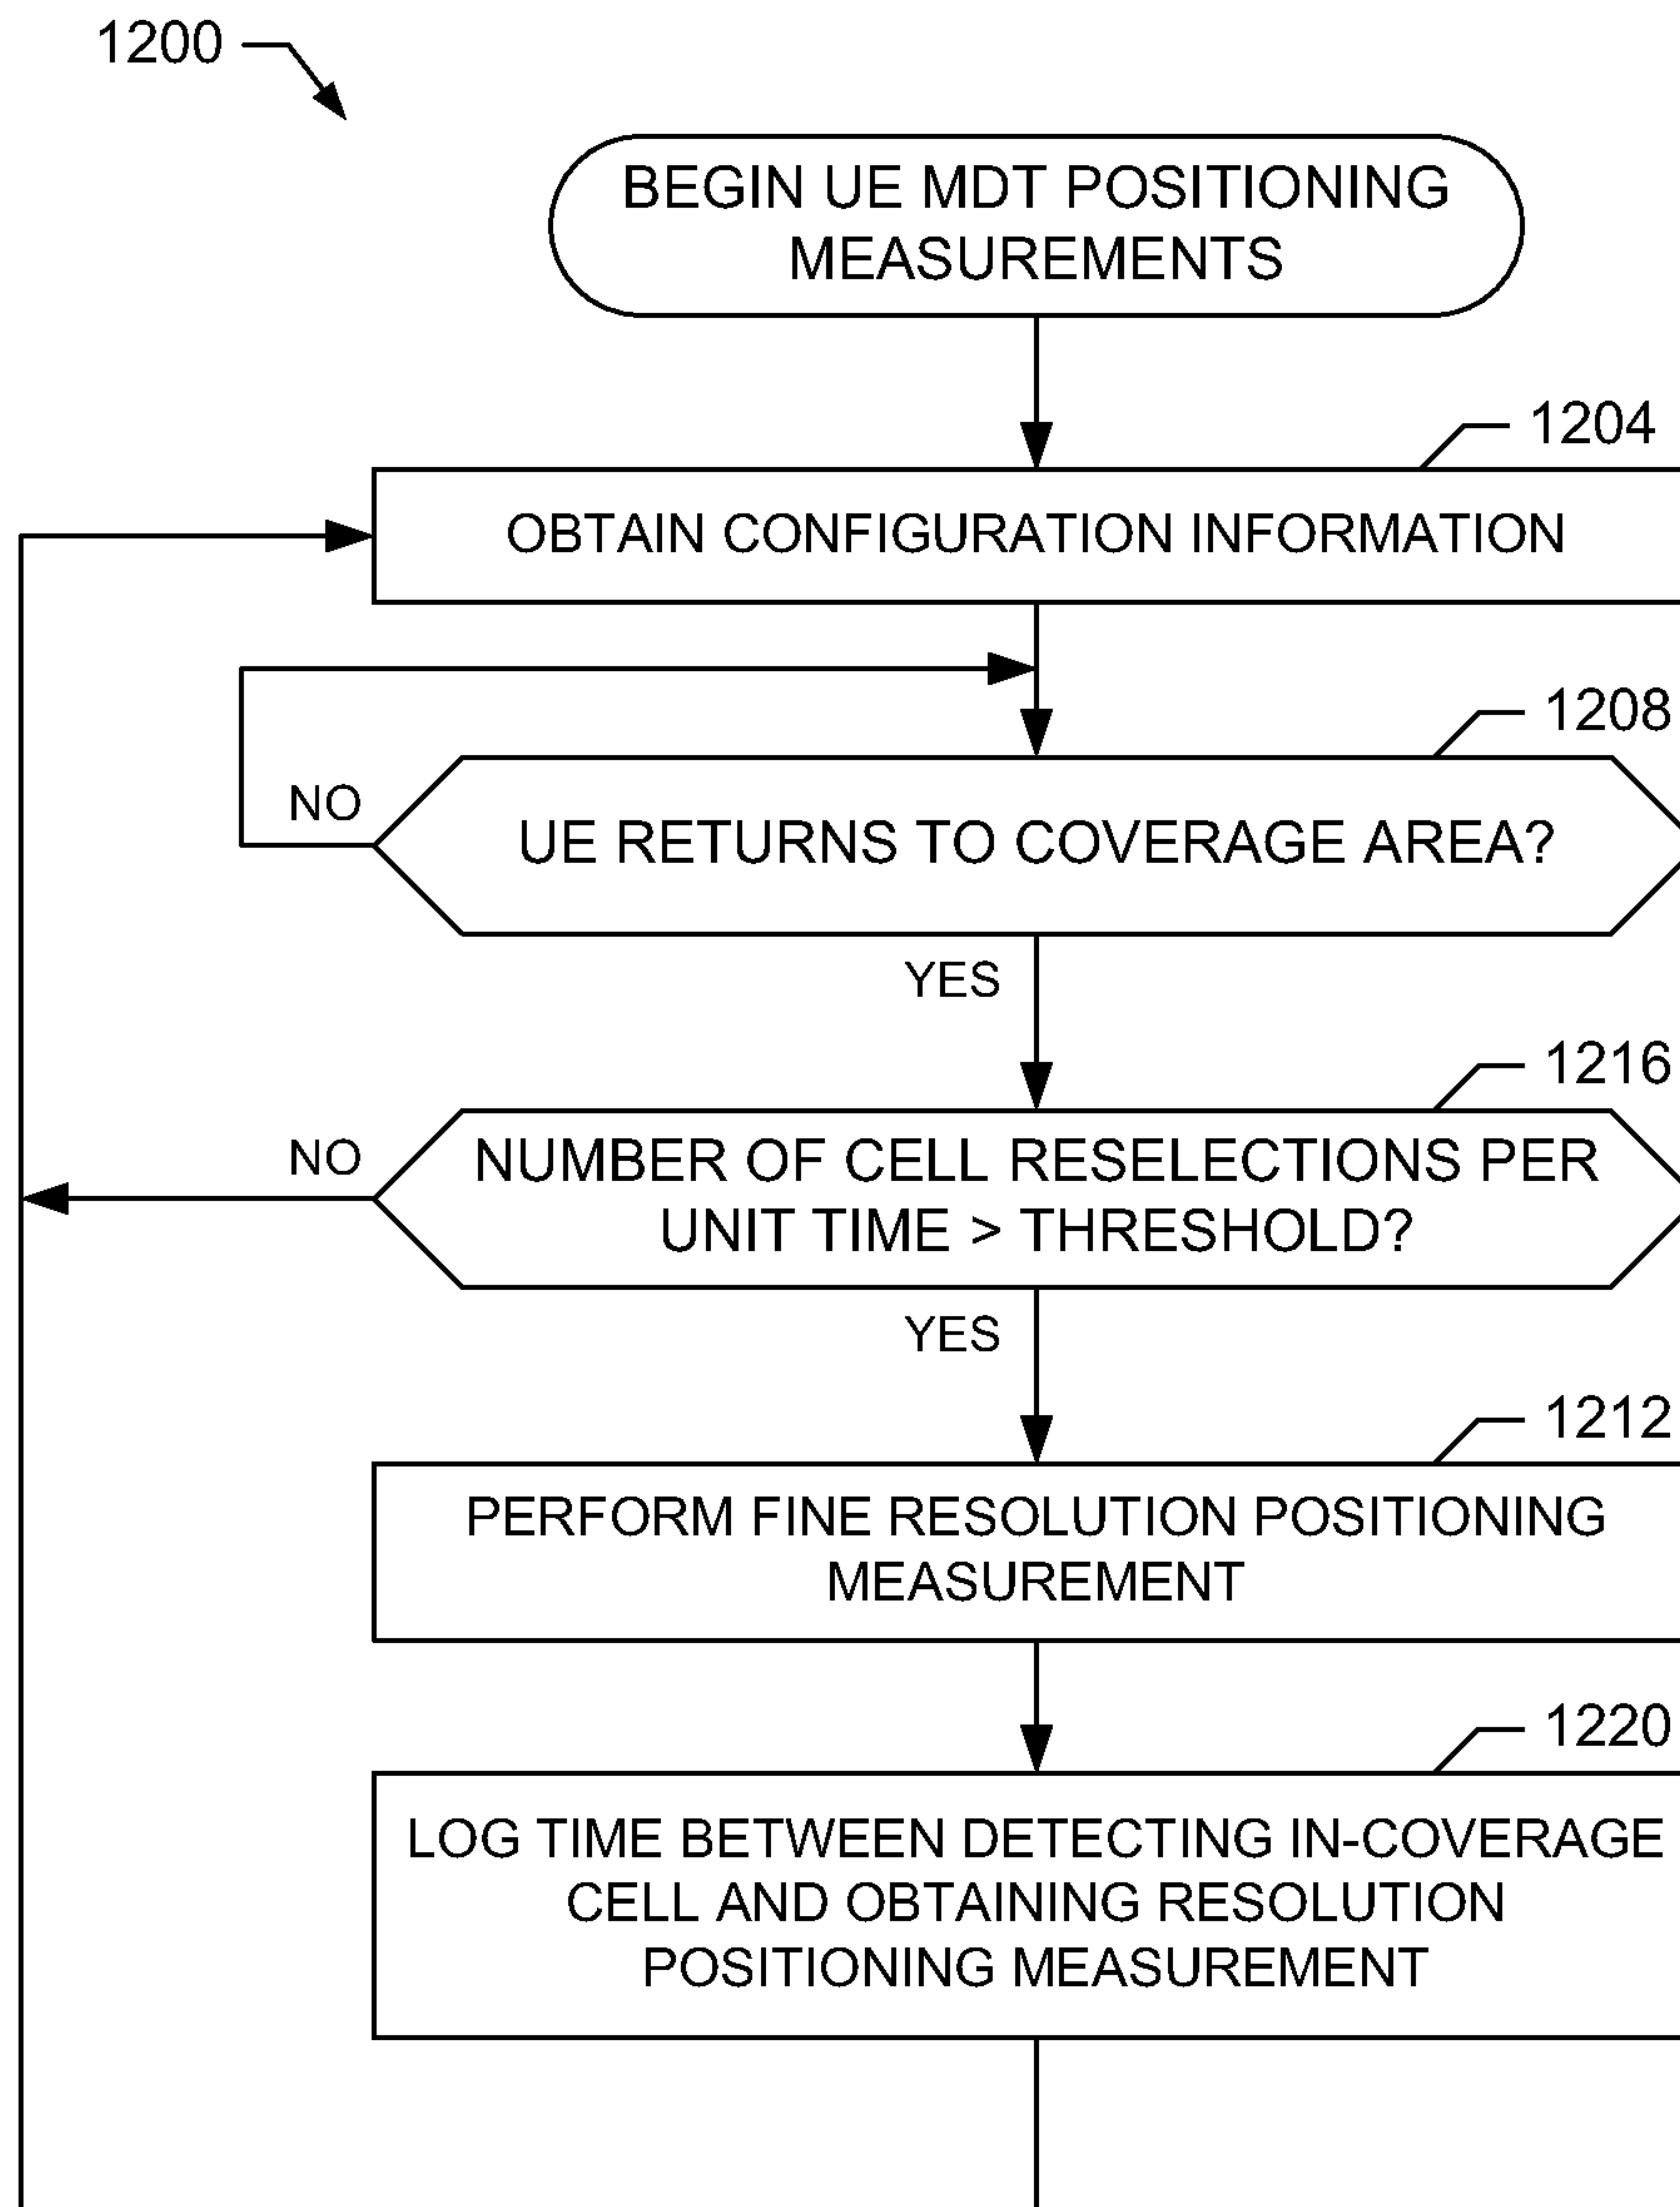 1200
BEGIN UE MDT POSITIONING
MEASUREMENTS
1204
OBTAIN CONFIGURATION INFORMATION
1208
NO
UE RETURNS TO COVERAGE AREA?
YES
1216
NO
NUMBER OF CELL RESELECTIONS PER
UNIT TIME > THRESHOLD?
YES
1212
PERFORM FINE RESOLUTION POSITIONING
MEASUREMENT
1220
LOG TIME BETWEEN DETECTING IN-COVERAGE
CELL AND OBTAINING RESOLUTION
POSITIONING MEASUREMENT